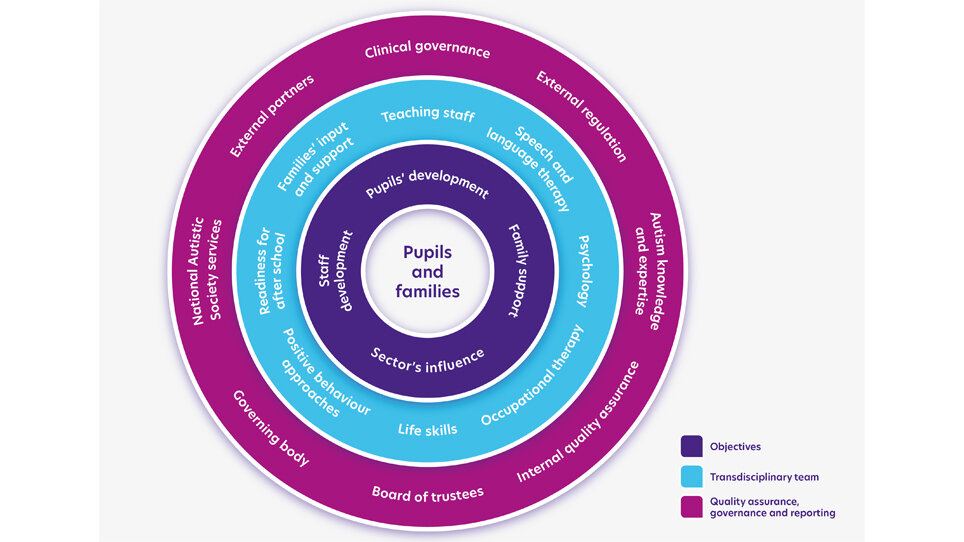 Clinical governance
External regulation
Autism knowledge
and expertise
Internal quality assurance
Board of trustees
Governing body
National Autistic
Society services
External partners
Teaching staff
Speech and
language therapy
Psychology
Occupational therapy
Life skills
Positive behaviour
approaches
Readiness for
after school
Families’ input
and support
Pupils’ development
Family support
Sector’s influence
Staff
development
Pupils
and
families
Objectives
Transdisciplinary team
Quality assurance,
governance and reporting